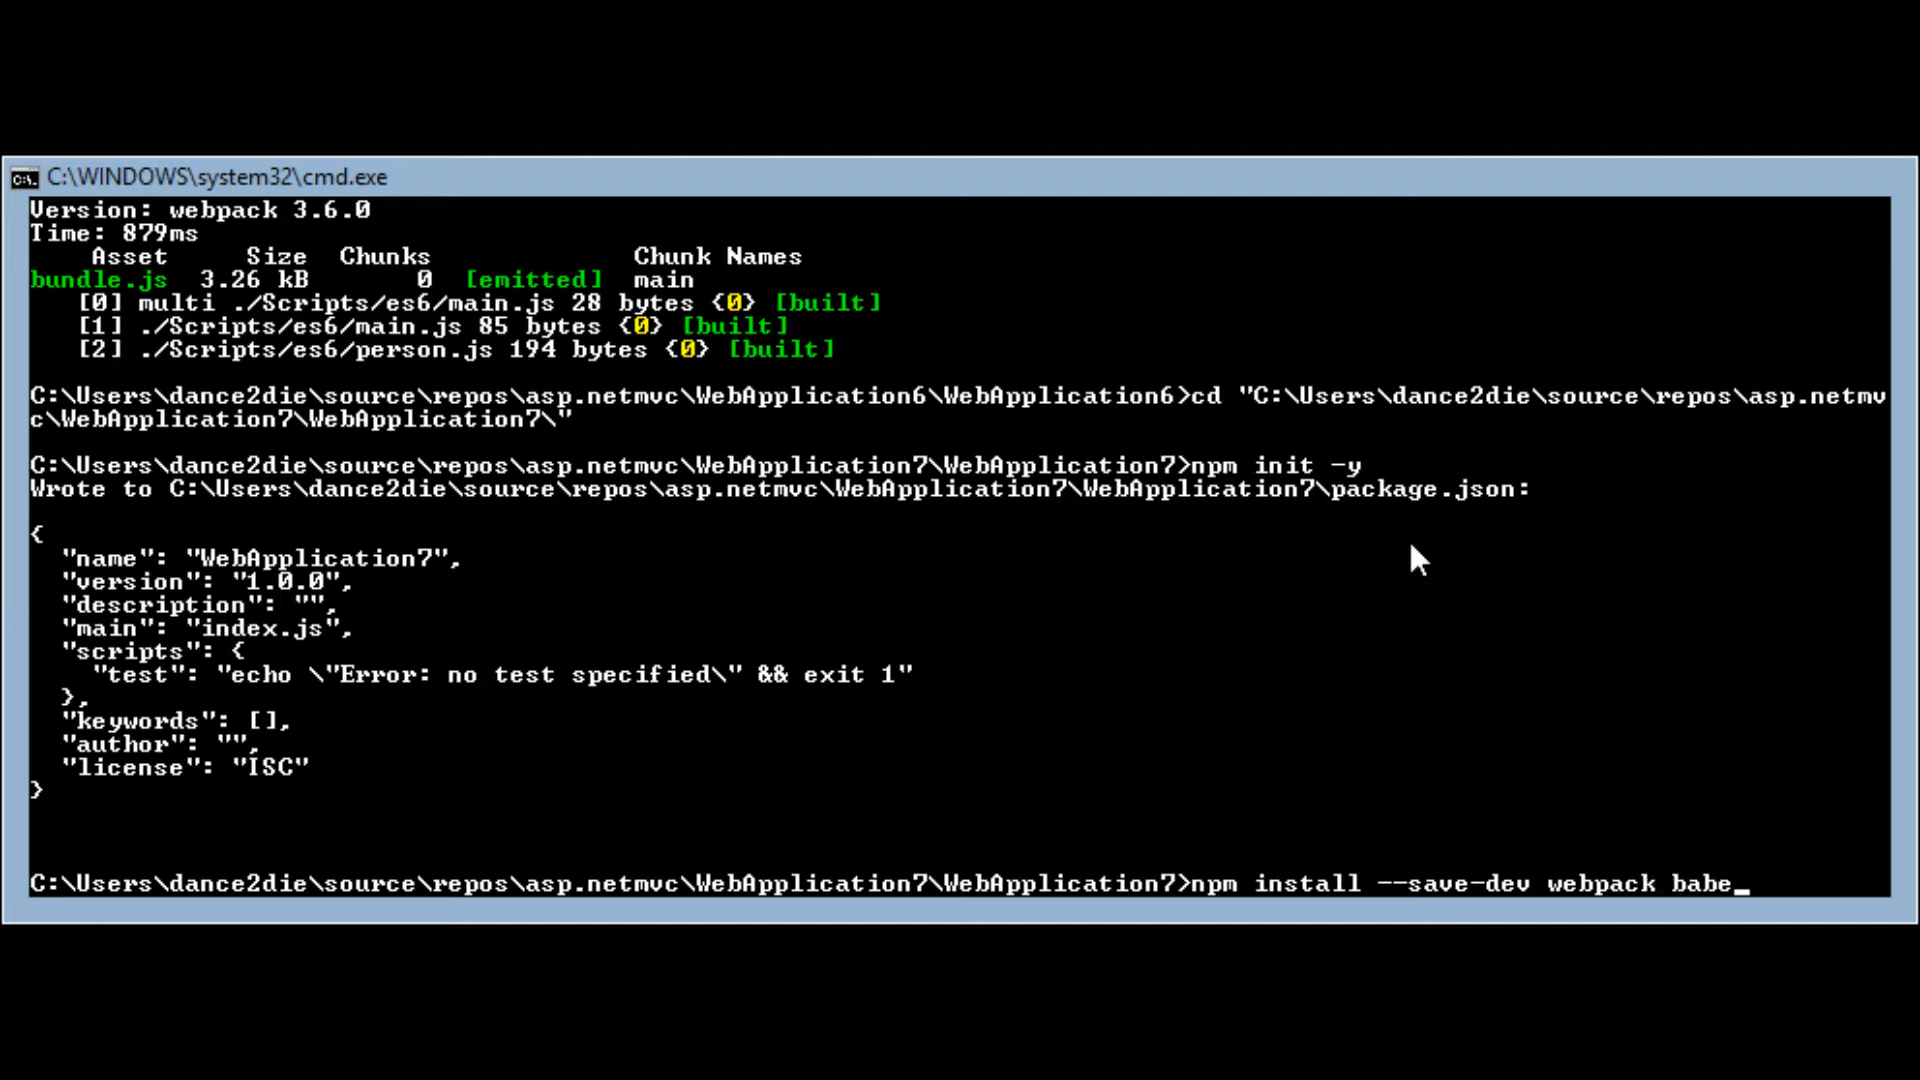 C:\WINDOWS\system32\cmd.exe
Version: webpack 3.6.0
Time: 879ms
Asset Size Chunks Chunk Names
bundle.js 3.26 kB 0 [emitted] main
[0] multi ./Scripts/es6/main.js 28 bytes {0} [built]
[1] ./Scripts/es6/main.js 85 bytes {0} [built]
[2] ./Scripts/es6/person.js 194 bytes {0} [built]
C:\Users\dance2die\source\repos\asp.netmvc\WebApplication6\WebApplication6>cd "C:\Users\dance2die\source\repos\asp.netmv
c\WebApplication7\WebApplication7\"
C:\Users\dance2die\source\repos\asp.netmvc\WebApplication7\WebApplication7>npm init -y
Wrote to C:\Users\dance2die\source\repos\asp.netmvc\WebApplication7\WebApplication7\package.json:
{
"name": "WebApplication7",
"version": "1.0.0",
"description": "",
"main": "index.js",
"scripts": {
"test": "echo \"Error: no test specified\" && exit 1"
},
"keywords": [],
"author": "",
"license": "ISC"
}
C:\Users\dance2die\source\repos\asp.netmvc\WebApplication7\WebApplication7>npm install --save-dev webpack babe_